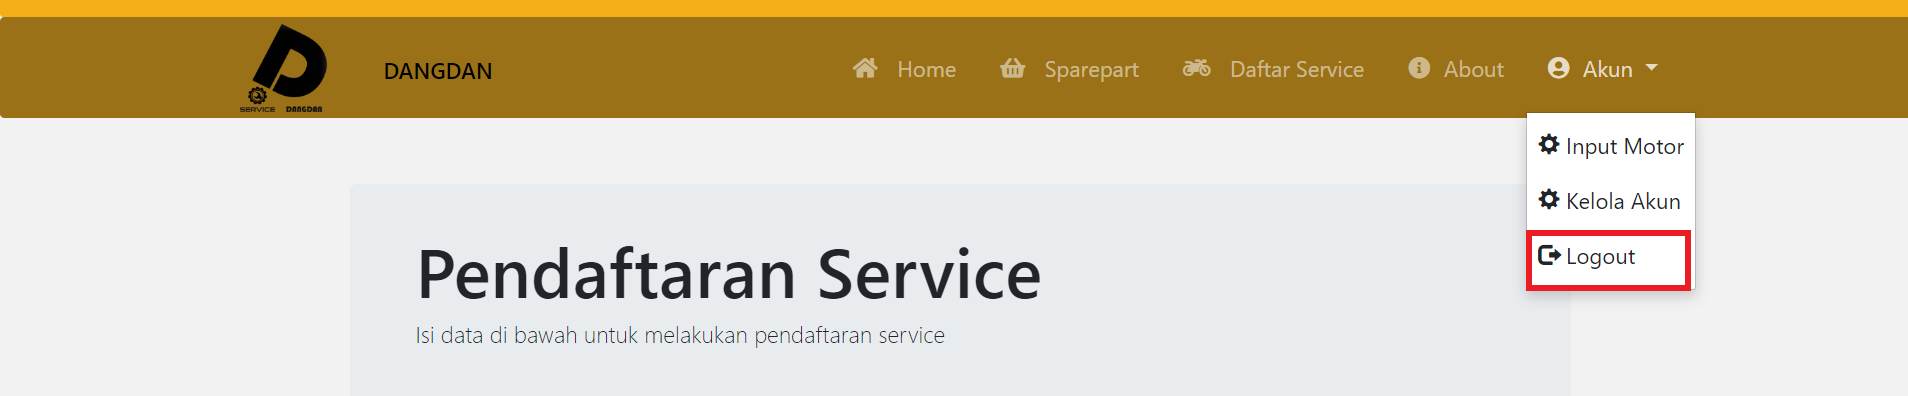 SERVICE DANGDAN
DANGDAN
Home
Sparepart
Daftar Service
About
Akun
Input Motor
Kelola Akun
Logout
Pendaftaran Service
Isi data di bawah untuk melakukan pendaftaran service